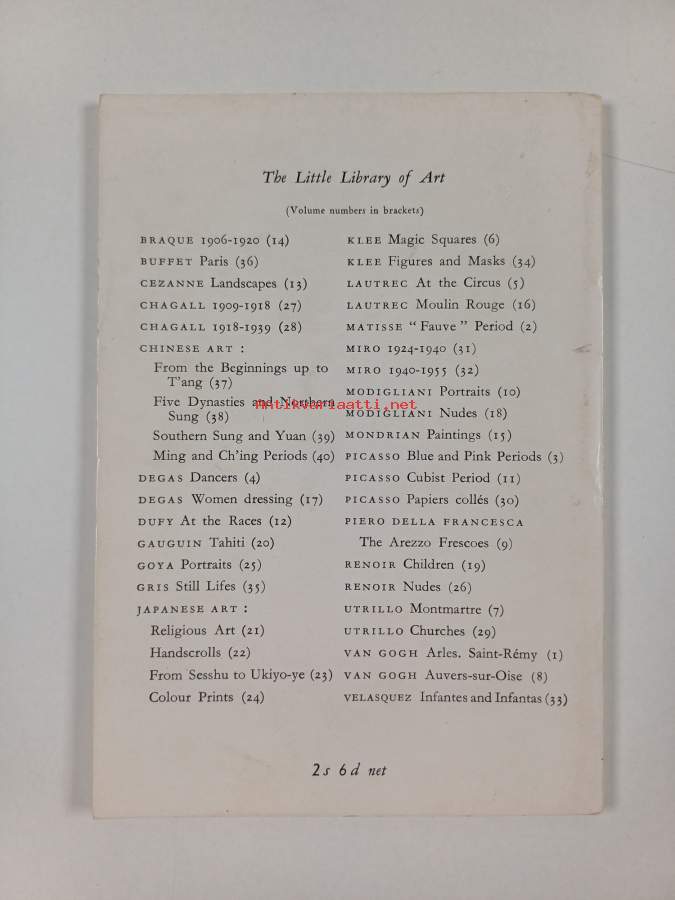 The Little Library of Art
(Volume numbers in brackets)
BRAQUE 1906-1920 (14)
BUFFET Paris (36)
CEZANNE Landscapes (13)
CHAGALL 1909-1918 (27)
CHAGALL 1918-1939 (28)
CHINESE ART :
From the Beginnings up to
T'ang (37)
Five Dynasties and Northern
Sung (38)
Southern Sung and Yuan (39)
Ming and Ch'ing Periods (40)
DEGAS Dancers (4)
DEGAS Women dressing (17)
DUFY At the Races (12)
GAUGUIN Tahiti (20)
GOYA Portraits (25)
GRIS Still Lifes (35)
JAPANESE ART :
Religious Art (21)
Handscrolls (22)
From Sesshu to Ukiyo-ye (23)
Colour Prints (24)
KLEE Magic Squares (6)
KLEE Figures and Masks (34)
LAUTREC At the Circus (5)
LAUTREC Moulin Rouge (16)
MATISSE "Fauve" Period (2)
MIRO 1924-1940 (31)
MIRO 1940-1955 (32)
MODIGLIANI Portraits (10)
MODIGLIANI Nudes (18)
MONDRIAN Paintings (15)
PICASSO Blue and Pink Periods (3)
PICASSO Cubist Period (11)
PICASSO Papiers collés (30)
PIERO DELLA FRANCESCA
The Arezzo Frescoes (9)
RENOIR Children (19)
RENOIR Nudes (26)
UTRILLO Montmartre (7)
UTRILLO Churches (29)
VAN GOGH Arles. Saint-Rémy (1)
VAN GOGH Auvers-sur-Oise (8)
VELASQUEZ Infantes and Infantas (33)
2s 6d net
antikvariaatti.net